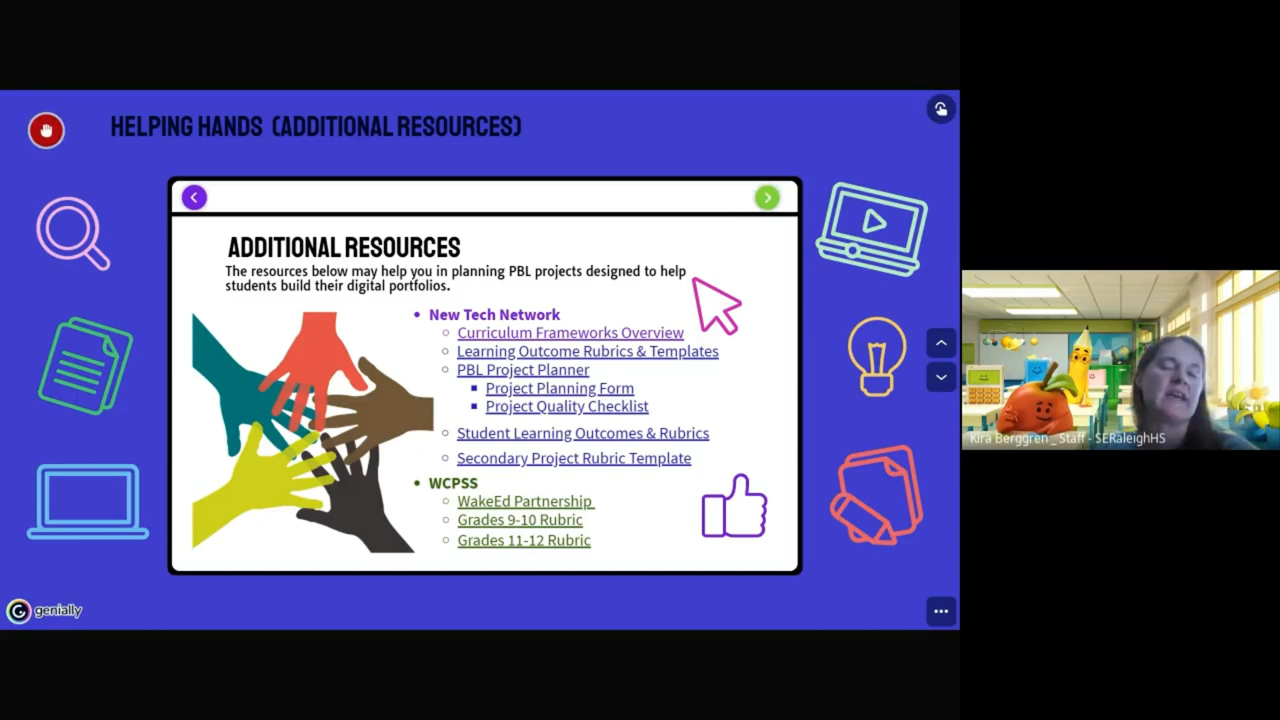 HELPING HANDS (ADDITIONAL RESOURCES)
ADDITIONAL RESOURCES
The resources below may help you in planning PBL projects designed to help
students build their digital portfolios.
New Tech Network
Curriculum Frameworks Overview
Learning Outcome Rubrics & Templates
PBL Project Planner
Project Planning Form
Project Quality Checklist
Student Learning Outcomes & Rubrics
Secondary Project Rubric Template
WCPSS
WakeEd Partnership
Grades 9-10 Rubric
Grades 11-12 Rubric
genially
Kira Berggren _ Staff - SERaleighHS